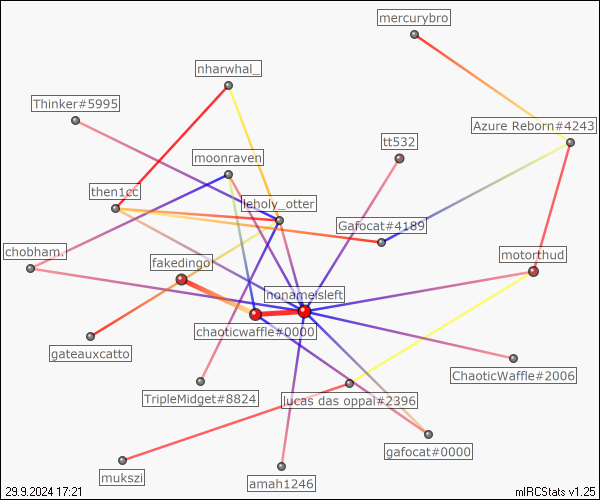 mercurybro
nharwhal_
Thinker#5995
Azure Reborn#4243
tt532
moonraven
then1cc
leholy_otter
Gafocat#4189
chobham.
motorthud
fakedingo
nonameisleft
chaoticwaffle#0000
gateauxcatto
ChaoticWaffle#2006
TripleMidget#8824
lucas das oppai#2396
gafocat#0000
mukszi
amah1246
29.9.2024 17:21
mIRCStats v1.25